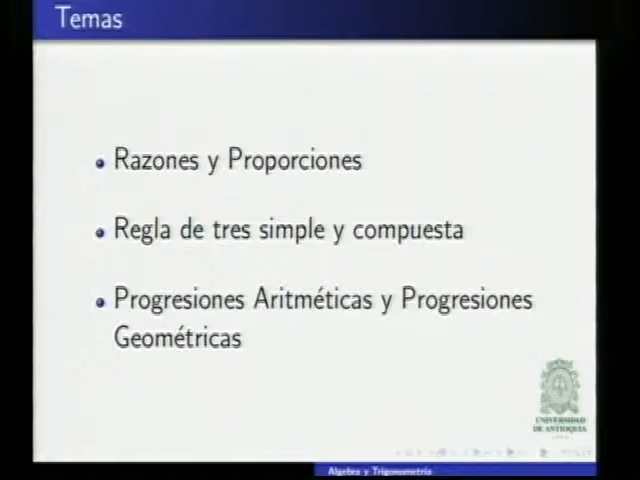 Temas
Razones y Proporciones
Regla de tres simple y compuesta
Progresiones Aritméticas y Progresiones
Geométricas
UNIVERSIDAD
DE ANTIOQUIA
Algebra y Trigonometría